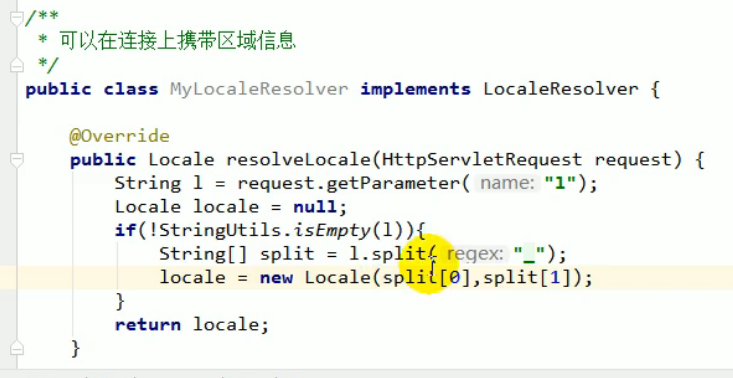 /**
 * 可以在连接上携带区域信息
 */
public class MyLocaleResolver implements LocaleResolver {
@Override
public Locale resolveLocale(HttpServletRequest request) {
String l = request.getParameter( name: "l");
Locale locale = null;
if(!StringUtils.isEmpty(l)){
String[] split = l.split( regex: "_");
locale = new Locale(split[0],split[1]);
}
return locale;
}